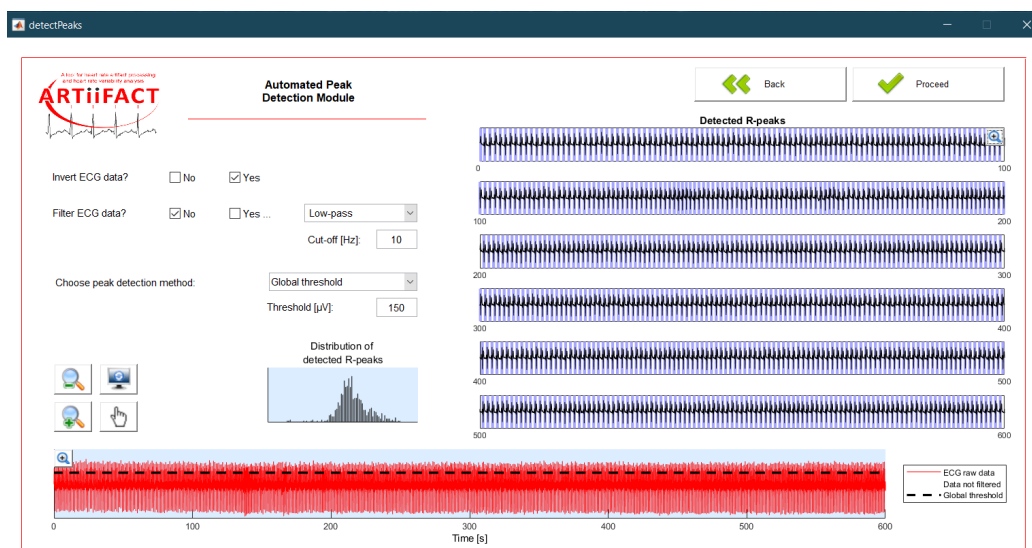 detectPeaks
A tool for heart rate artifact processing
and heart rate variability analysis
ARTiiFACT
Automated Peak
Detection Module
Back
Proceed
Detected R-peaks
0
100
100
200
200
300
300
400
400
500
500
600
Invert ECG data?
No
Yes
Filter ECG data?
No
Yes ...
Low-pass
Cut-off [Hz]:
10
Choose peak detection method:
Global threshold
Threshold [µV]:
150
Distribution of
detected R-peaks
ECG raw data
Data not filtered
Global threshold
0
100
200
300
400
500
600
Time [s]